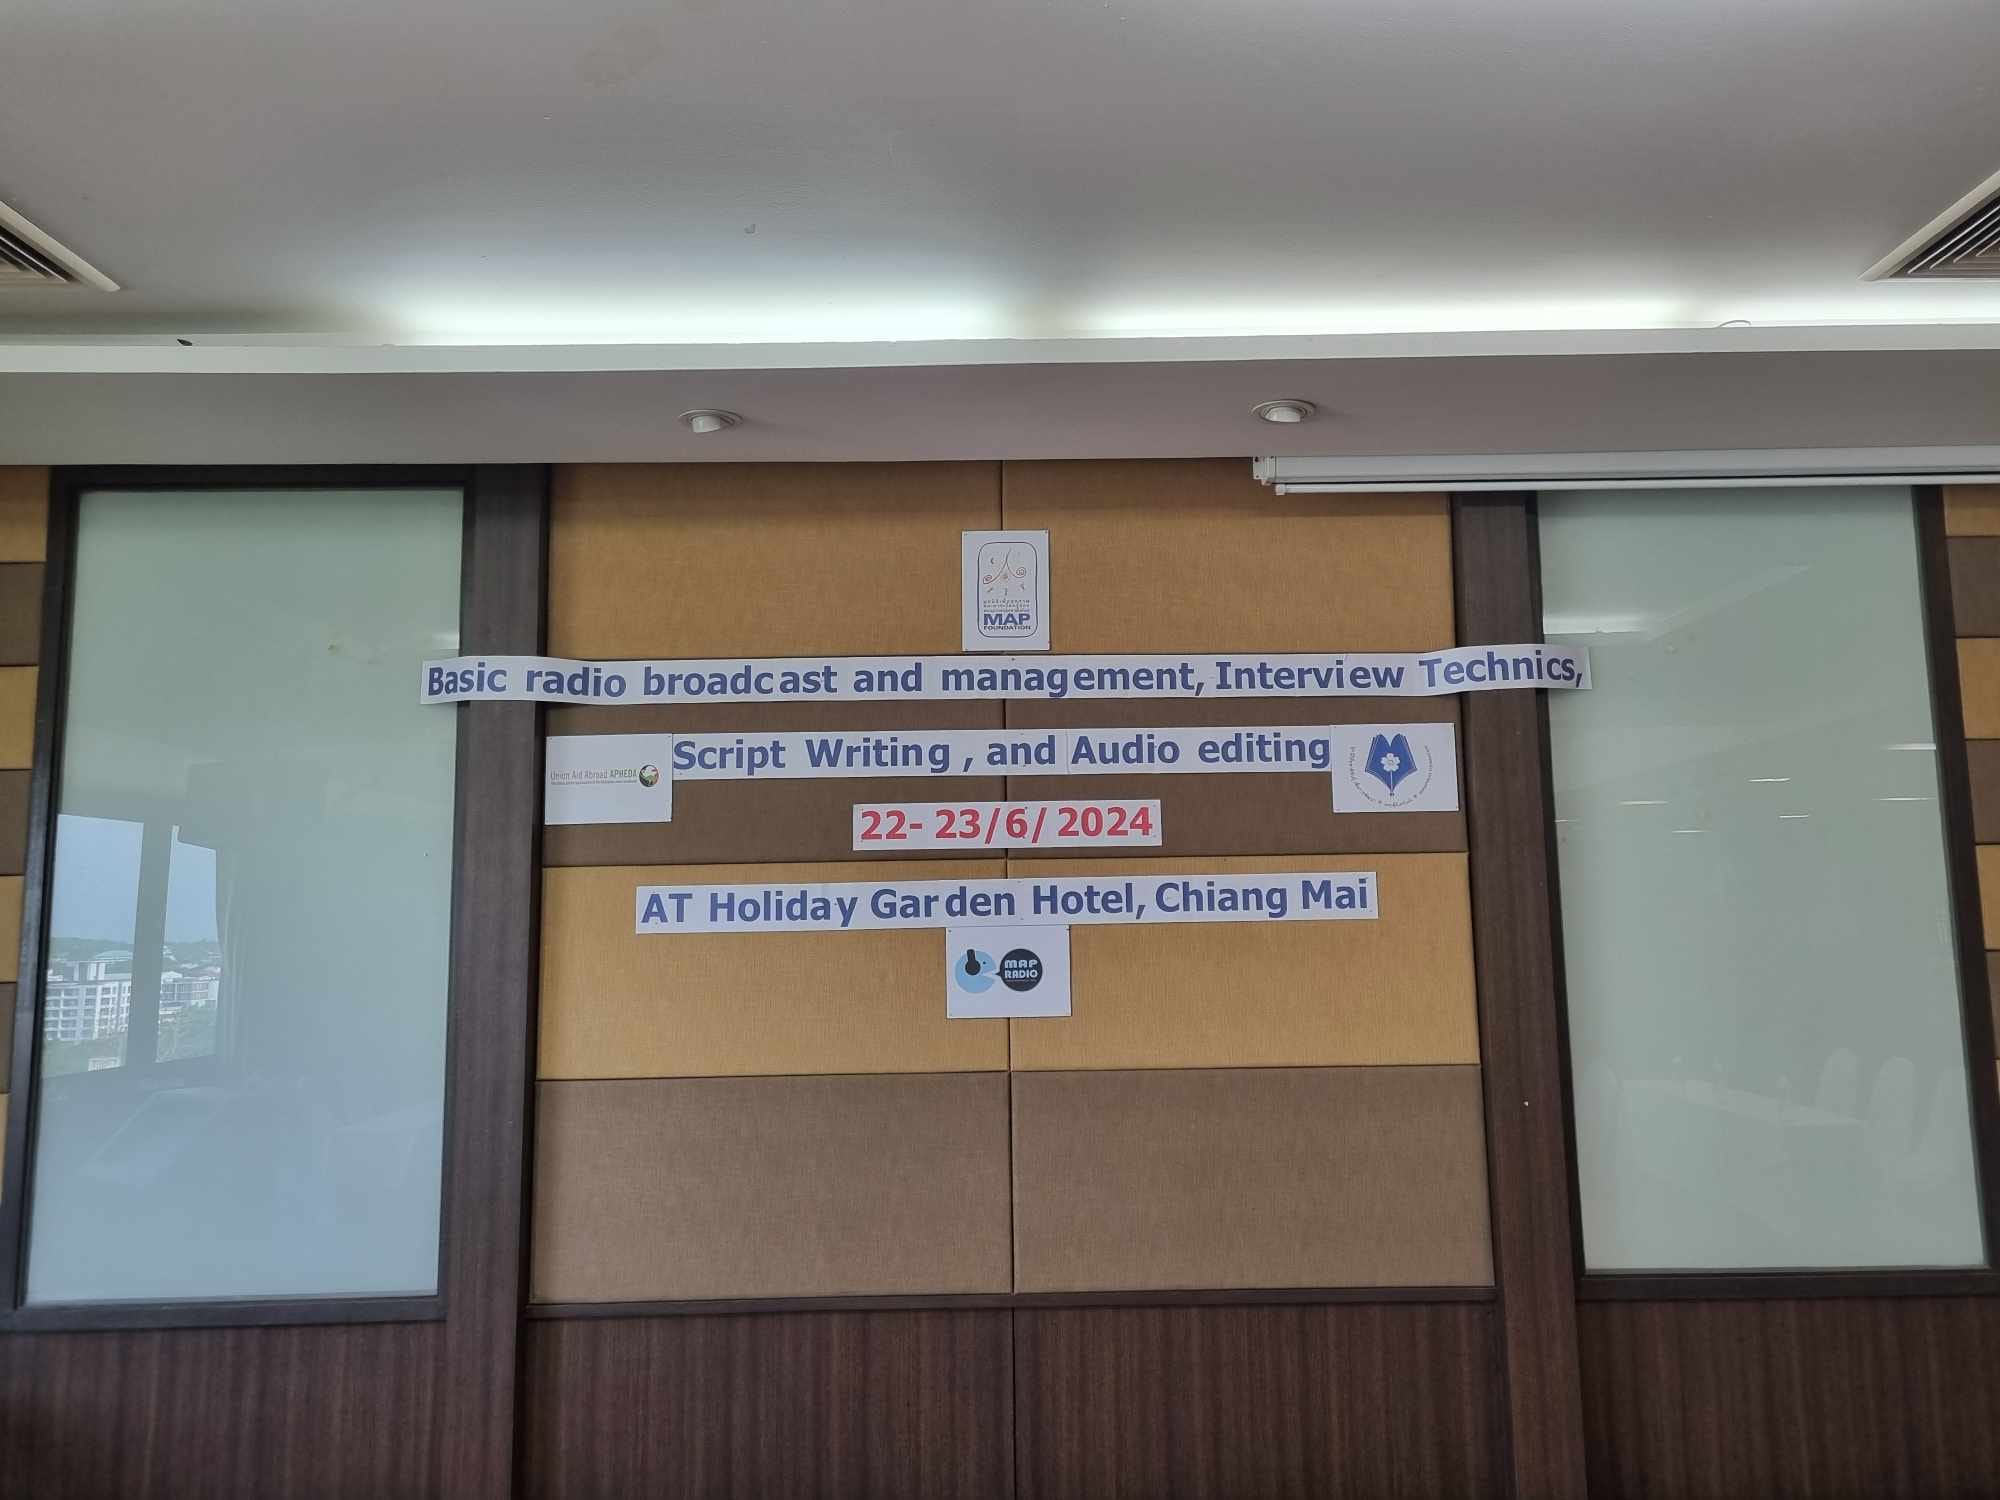 MAP
FOUNDATION
Basic radio broadcast and management, Interview Technics,
Union Aid Abroad APHEDA
Script Writing, and Audio editing
22- 23/6/ 2024
AT Holiday Garden Hotel, Chiang Mai
MAP
RADIO